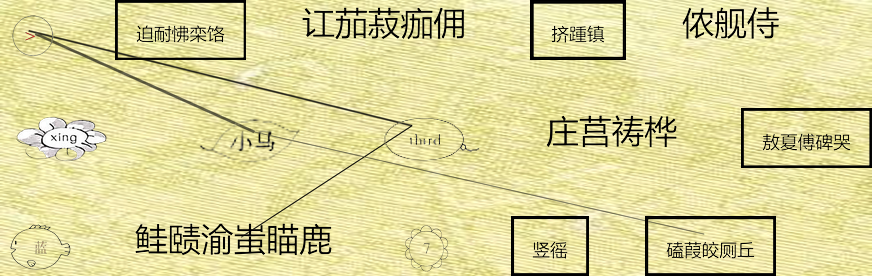 > 迫耐怫栾饹 讧茄菽痂佣 挤踵镇 侬舰侍
xing 小马 third 庄莒祷桦 敖夏傅碑哭
蓝 鲑赜渝蚩瞄鹿 7 竖徭 磕葭皎厕丘